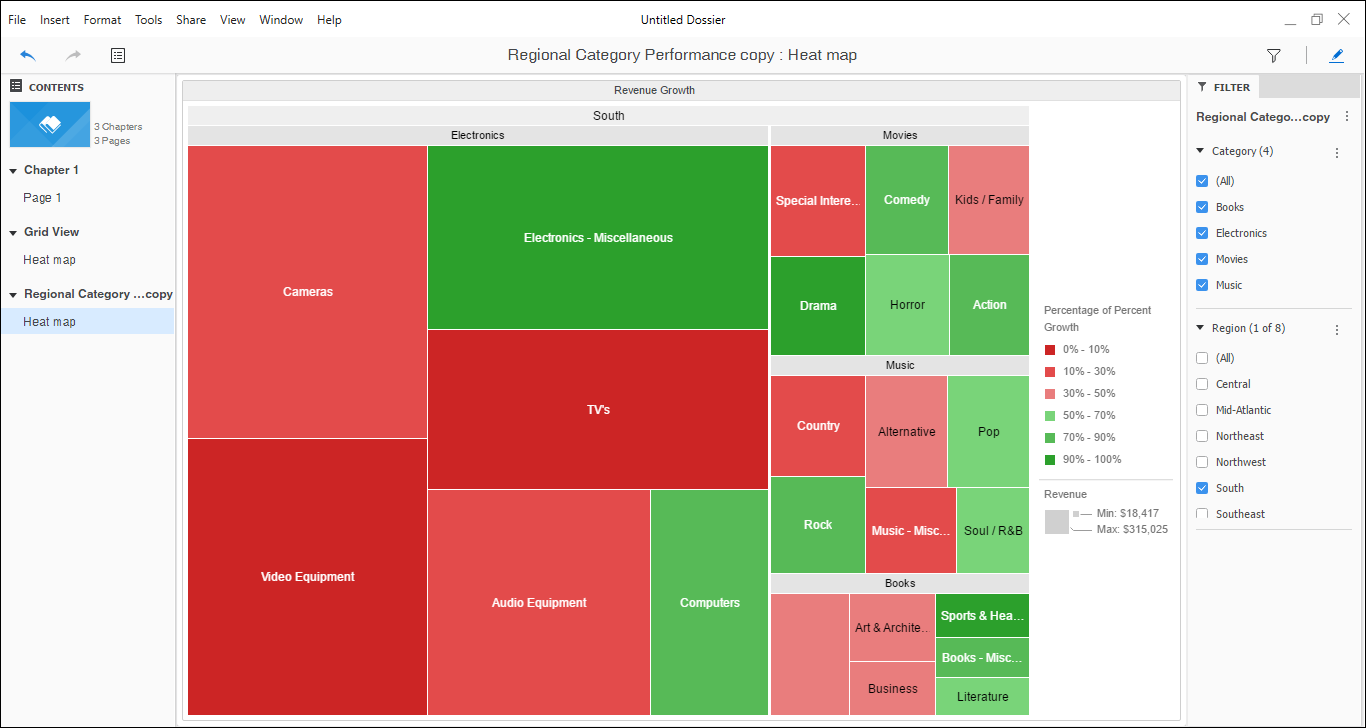 File Insert Format Tools Share View Window Help
Untitled Dossier
Regional Category Performance copy : Heat map
CONTENTS
3 Chapters
3 Pages
Chapter 1
Page 1
Grid View
Heat map
Regional Category ...copy
Heat map
Revenue Growth
South
Electronics
Cameras
Electronics - Miscellaneous
TV's
Video Equipment
Audio Equipment
Computers
Movies
Special Intere...
Comedy
Kids / Family
Drama
Horror
Action
Music
Country
Alternative
Pop
Rock
Music - Misc...
Soul / R&B
Books
Art & Archite..
Sports & Hea...
Books - Misc...
Business
Literature
Percentage of Percent
Growth
0% - 10%
10% - 30%
30% - 50%
50% - 70%
70% - 90%
90% - 100%
Revenue
Min: $18,417
Max: $315,025
FILTER
Regional Catego...copy
Category (4)
(All)
Books
Electronics
Movies
Music
Region (1 of 8)
(All)
Central
Mid-Atlantic
Northeast
Northwest
South
Southeast